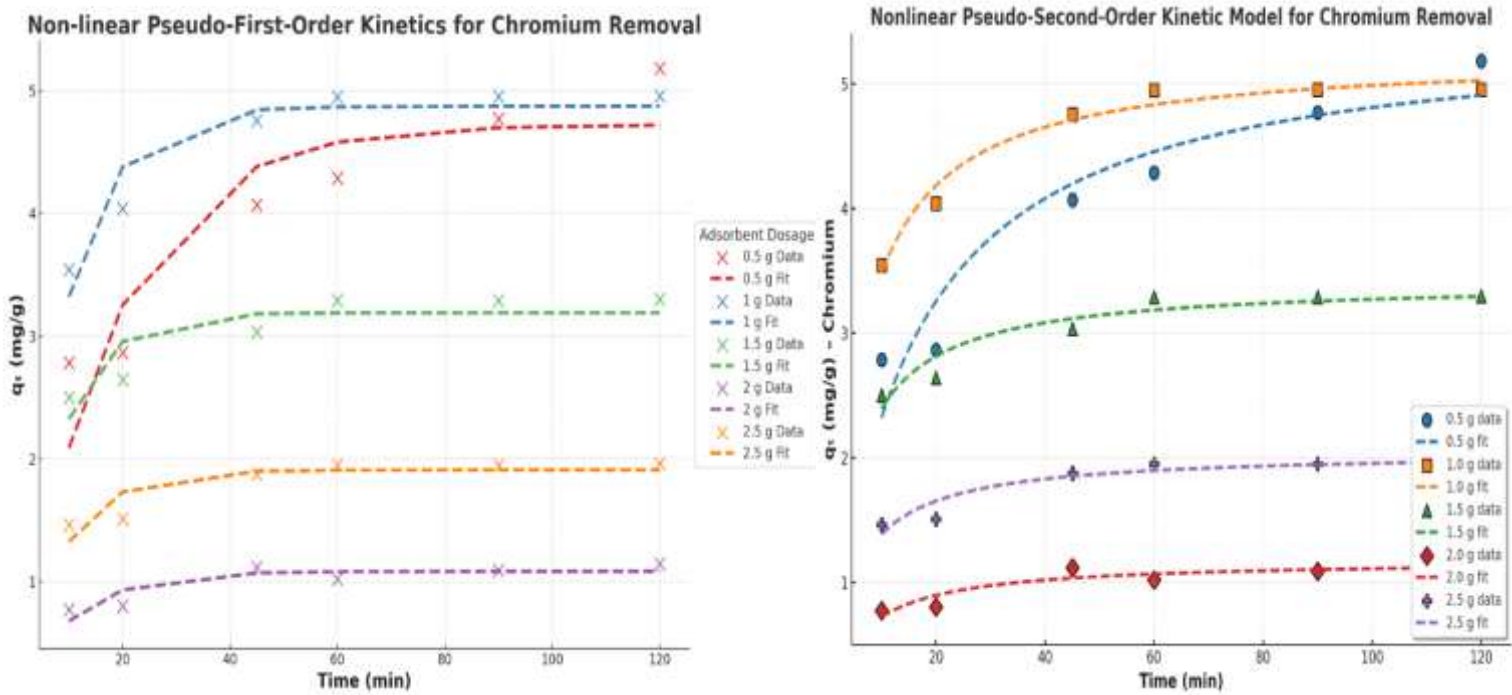 Non-linear Pseudo-First-Order Kinetics for Chromium Removal
5
4
3
2
1
qₜ (mg/g)
20 40 60 80 100 120
Time (min)
Adsorbent Dosage
0.5 g Data
0.5 g Fit
1 g Data
1 g Fit
1.5 g Data
1.5 g Fit
2 g Data
2 g Fit
2.5 g Data
2.5 g Fit
Nonlinear Pseudo-Second-Order Kinetic Model for Chromium Removal
5
4
3
2
1
qₜ (mg/g) – Chromium
20 40 60 80 100 120
Time (min)
0.5 g data
0.5 g fit
1.0 g data
1.0 g fit
1.5 g data
1.5 g fit
2.0 g data
2.0 g fit
2.5 g data
2.5 g fit